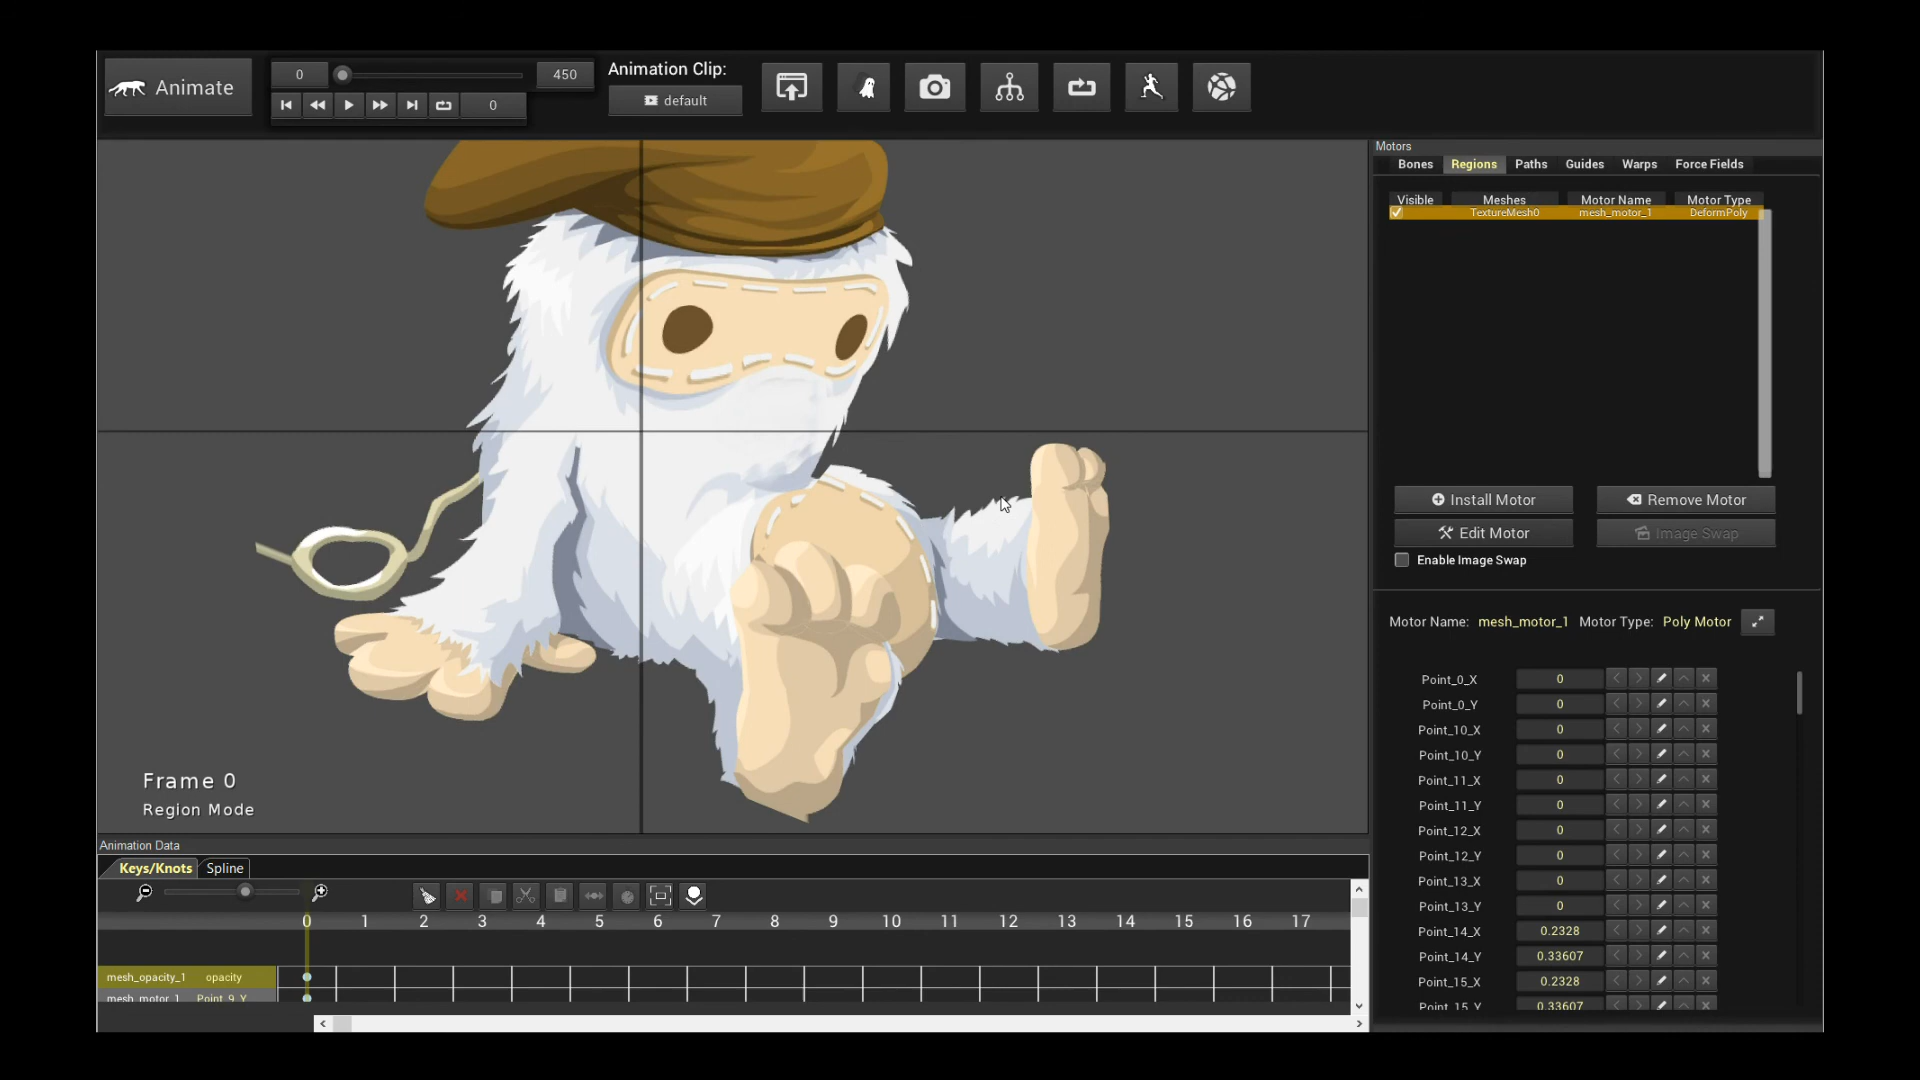 Animate
0
450
0
Animation Clip:
default
Motors
Bones Regions Paths Guides Warps Force Fields
Visible Meshes Motor Name Motor Type
TextureMesh0 mesh_motor_1 DeformPoly
Install Motor
Remove Motor
Edit Motor
Image Swap
Enable Image Swap
Motor Name: mesh_motor_1 Motor Type: Poly Motor
Point_0_X 0
Point_0_Y 0
Point_10_X 0
Point_10_Y 0
Point_11_X 0
Point_11_Y 0
Point_12_X 0
Point_12_Y 0
Point_13_X 0
Point_13_Y 0
Point_14_X 0.2328
Point_14_Y 0.33607
Point_15_X 0.2328
Point_15_Y 0.33607
Frame 0
Region Mode
Animation Data
Keys/Knots Spline
0 1 2 3 4 5 6 7 8 9 10 11 12 13 14 15 16 17
mesh_opacity_1 opacity
mesh_motor_1 Point_9_Y